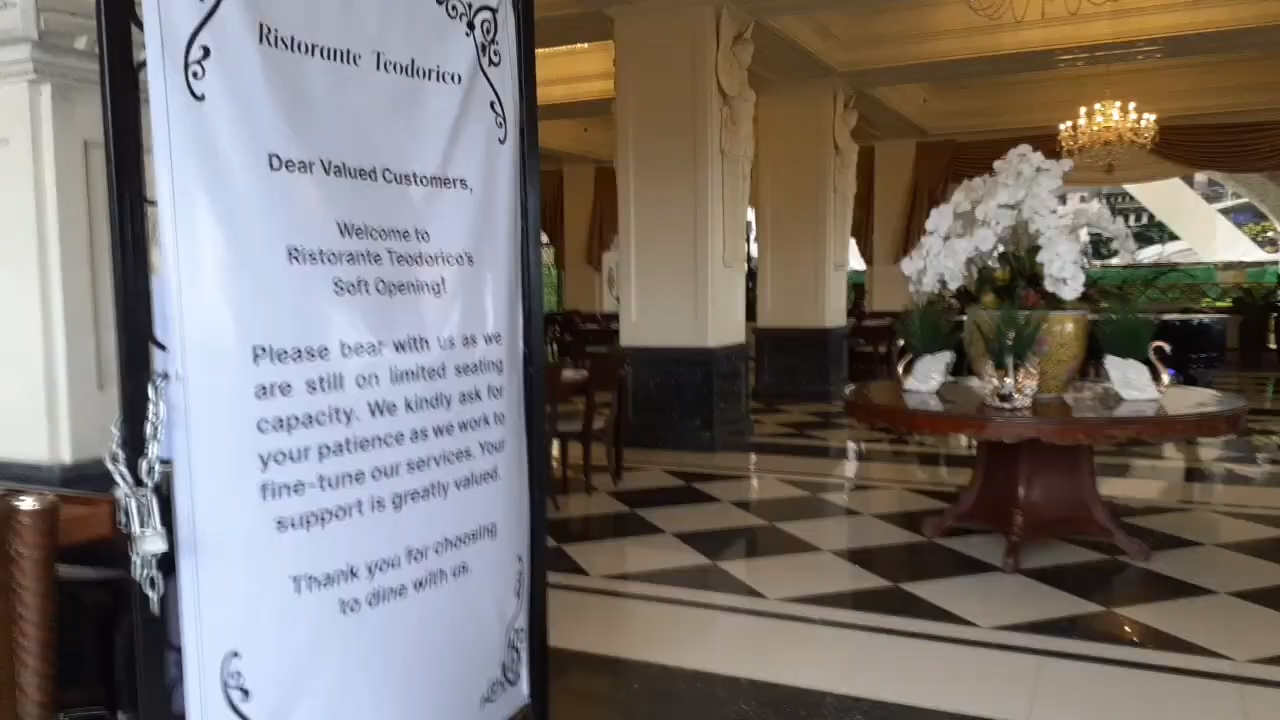 Ristorante Teodorico
Dear Valued Customers,
Welcome to
Ristorante Teodorico's
Soft Opening!
Please bear with us as we
are still on limited seating
capacity. We kindly ask for
your patience as we work to
fine-tune our services. Your
support is greatly valued.
Thank you for choosing
to dine with us.